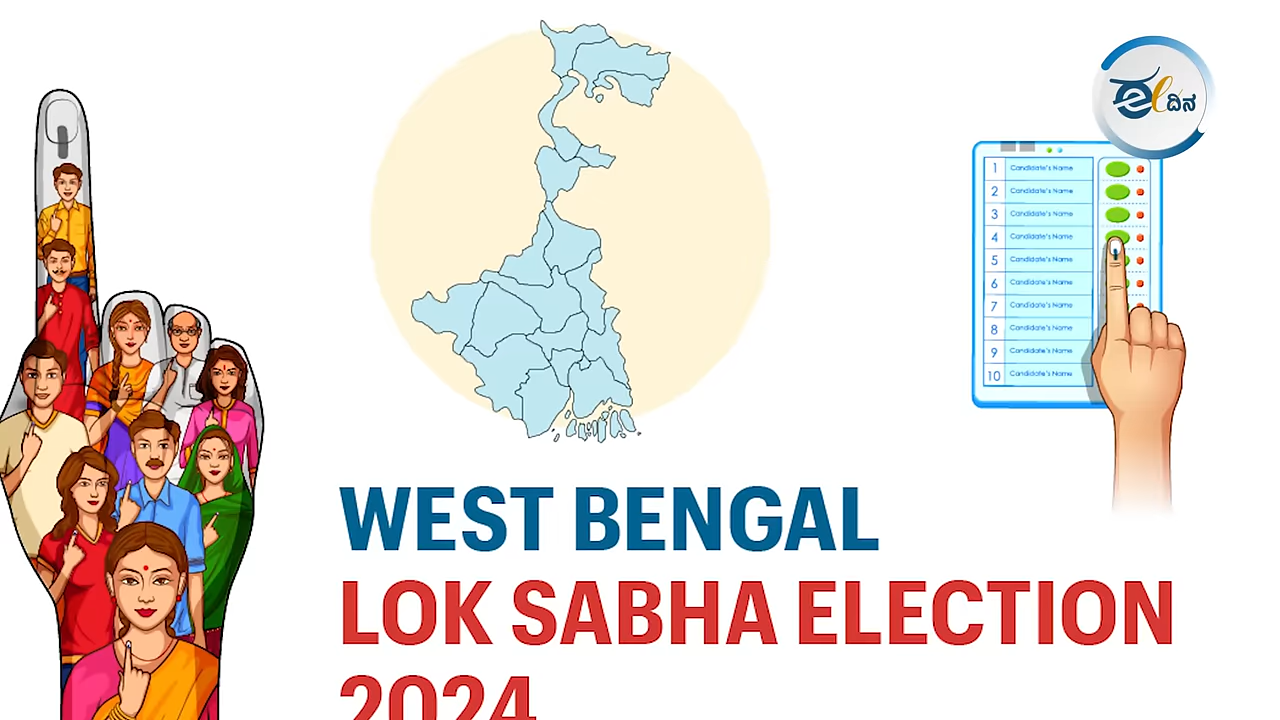 ಈ e ದಿನ
1 Candidate's Name
2 Candidate's Name
3 Candidate's Name
4 Candidate's Name
5 Candidate's Name
6 Candidate's Name
7 Candidate's Name
8 Candidate's Name
9 Candidate's Name
10 Candidate's Name
WEST BENGAL
LOK SABHA ELECTION
2024